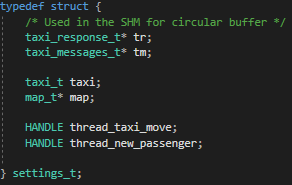 typedef struct {
/* Used in the SHM for circular buffer */
taxi_response_t* tr;
taxi_messages_t* tm;
taxi_t taxi;
map_t* map;
HANDLE thread_taxi_move;
HANDLE thread_new_passenger;
} settings_t;